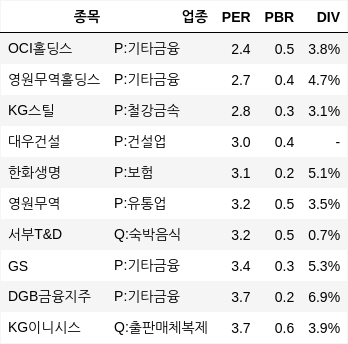 종목 업종 PER PBR DIV
OCI홀딩스 P:기타금융 2.4 0.5 3.8%
영원무역홀딩스 P:기타금융 2.7 0.4 4.7%
KG스틸 P:철강금속 2.8 0.3 3.1%
대우건설 P:건설업 3.0 0.4 -
한화생명 P:보험 3.1 0.2 5.1%
영원무역 P:유통업 3.2 0.5 3.5%
서부T&D Q:숙박음식 3.2 0.5 0.7%
GS P:기타금융 3.4 0.3 5.3%
DGB금융지주 P:기타금융 3.7 0.2 6.9%
KG이니시스 Q:출판매체복제 3.7 0.6 3.9%